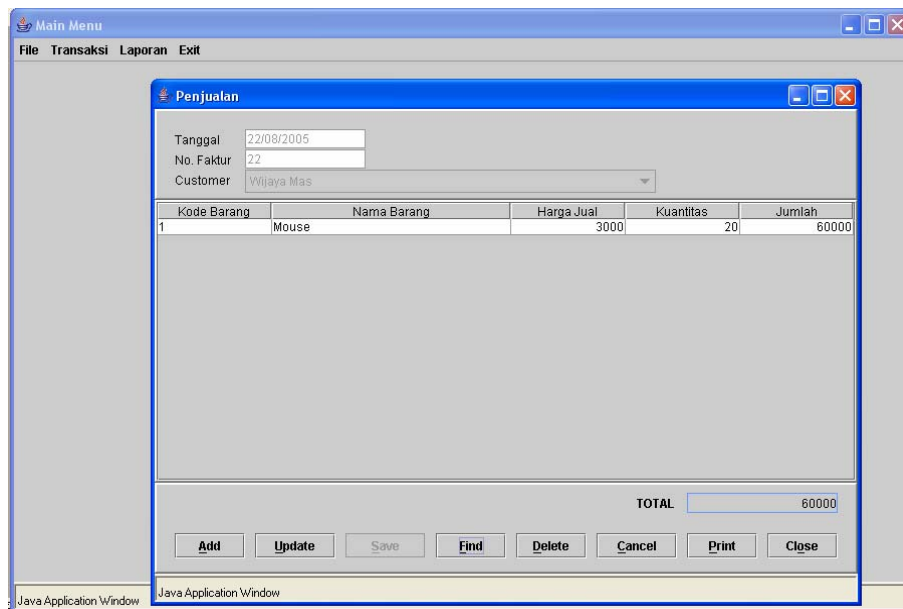 Main Menu
File Transaksi Laporan Exit
Penjualan
Tanggal 22/08/2005
No. Faktur 22
Customer Wijaya Mas
Kode Barang Nama Barang Harga Jual Kuantitas Jumlah
1 Mouse 3000 20 60000
TOTAL 60000
Add Update Save Find Delete Cancel Print Close
Java Application Window
Java Application Window